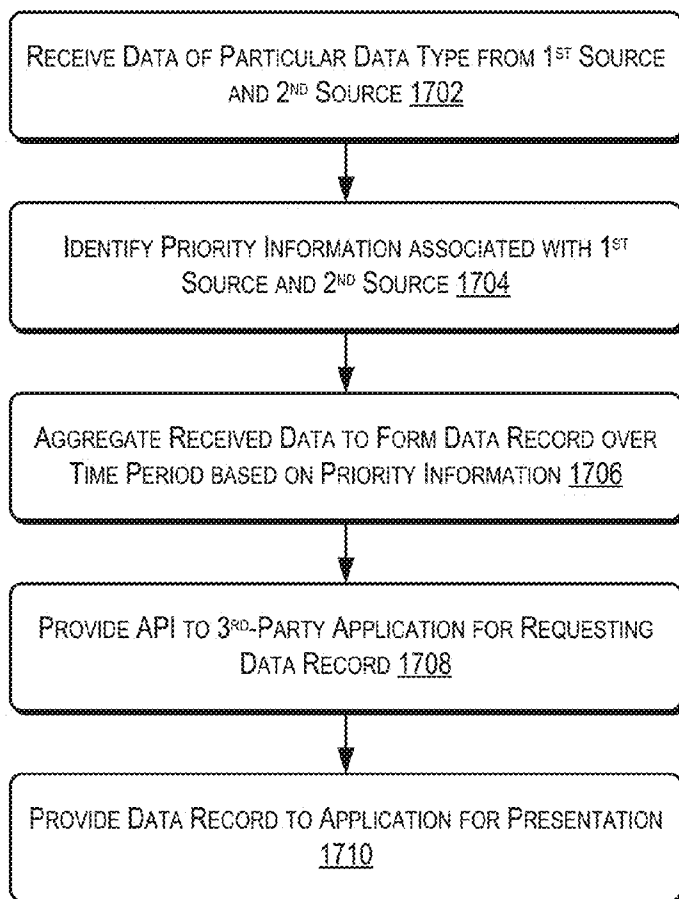 RECEIVE DATA OF PARTICULAR DATA TYPE FROM 1ST SOURCE
AND 2ND SOURCE 1702
IDENTIFY PRIORITY INFORMATION ASSOCIATED WITH 1ST
SOURCE AND 2ND SOURCE 1704
AGGREGATE RECEIVED DATA TO FORM DATA RECORD OVER
TIME PERIOD BASED ON PRIORITY INFORMATION 1706
PROVIDE API TO 3RD-PARTY APPLICATION FOR REQUESTING
DATA RECORD 1708
PROVIDE DATA RECORD TO APPLICATION FOR PRESENTATION
1710